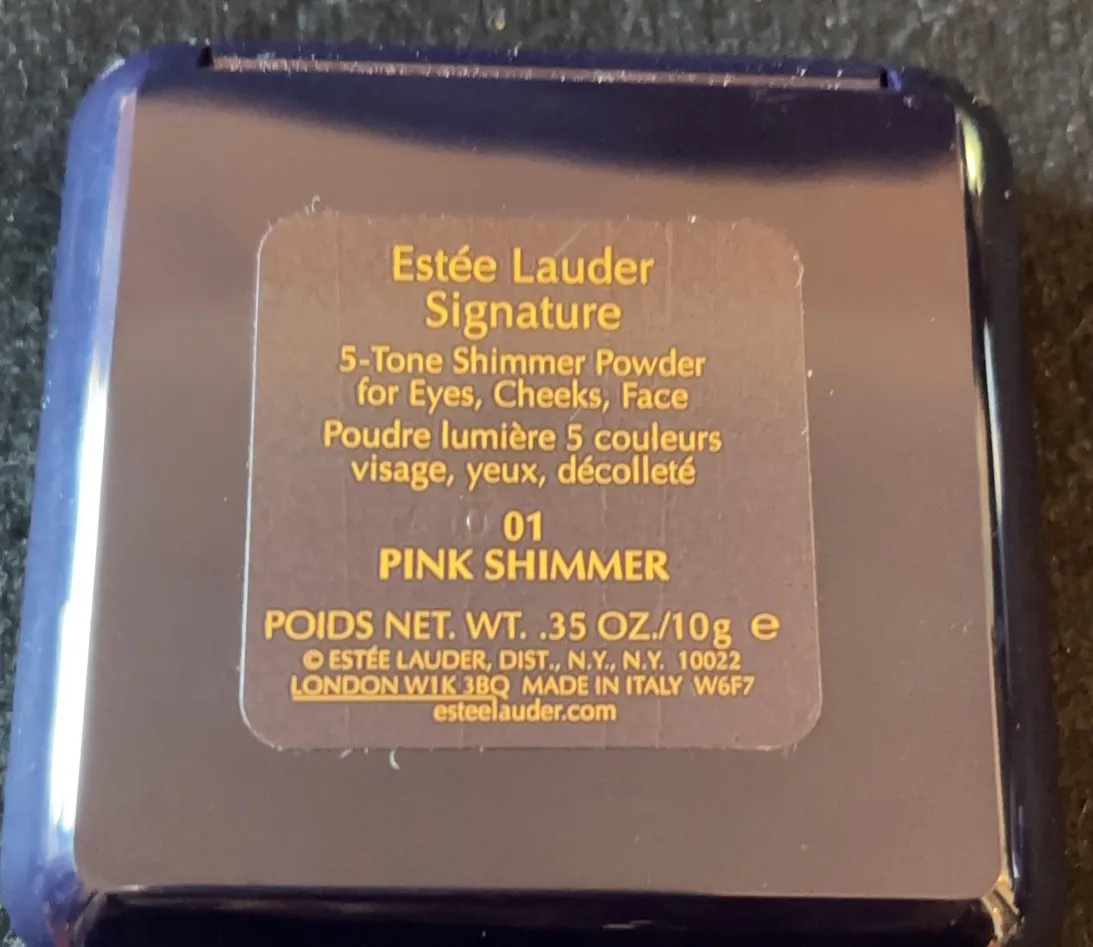 Estée Lauder
Signature
5-Tone Shimmer Powder
for Eyes, Cheeks, Face
Poudre lumière 5 couleurs
visage, yeux, décolleté
01
PINK SHIMMER
POIDS NET. WT. .35 OZ./10g e
© ESTÉE LAUDER, DIST., N.Y., N.Y. 10022
LONDON W1K 3BQ MADE IN ITALY W6F7
esteelauder.com